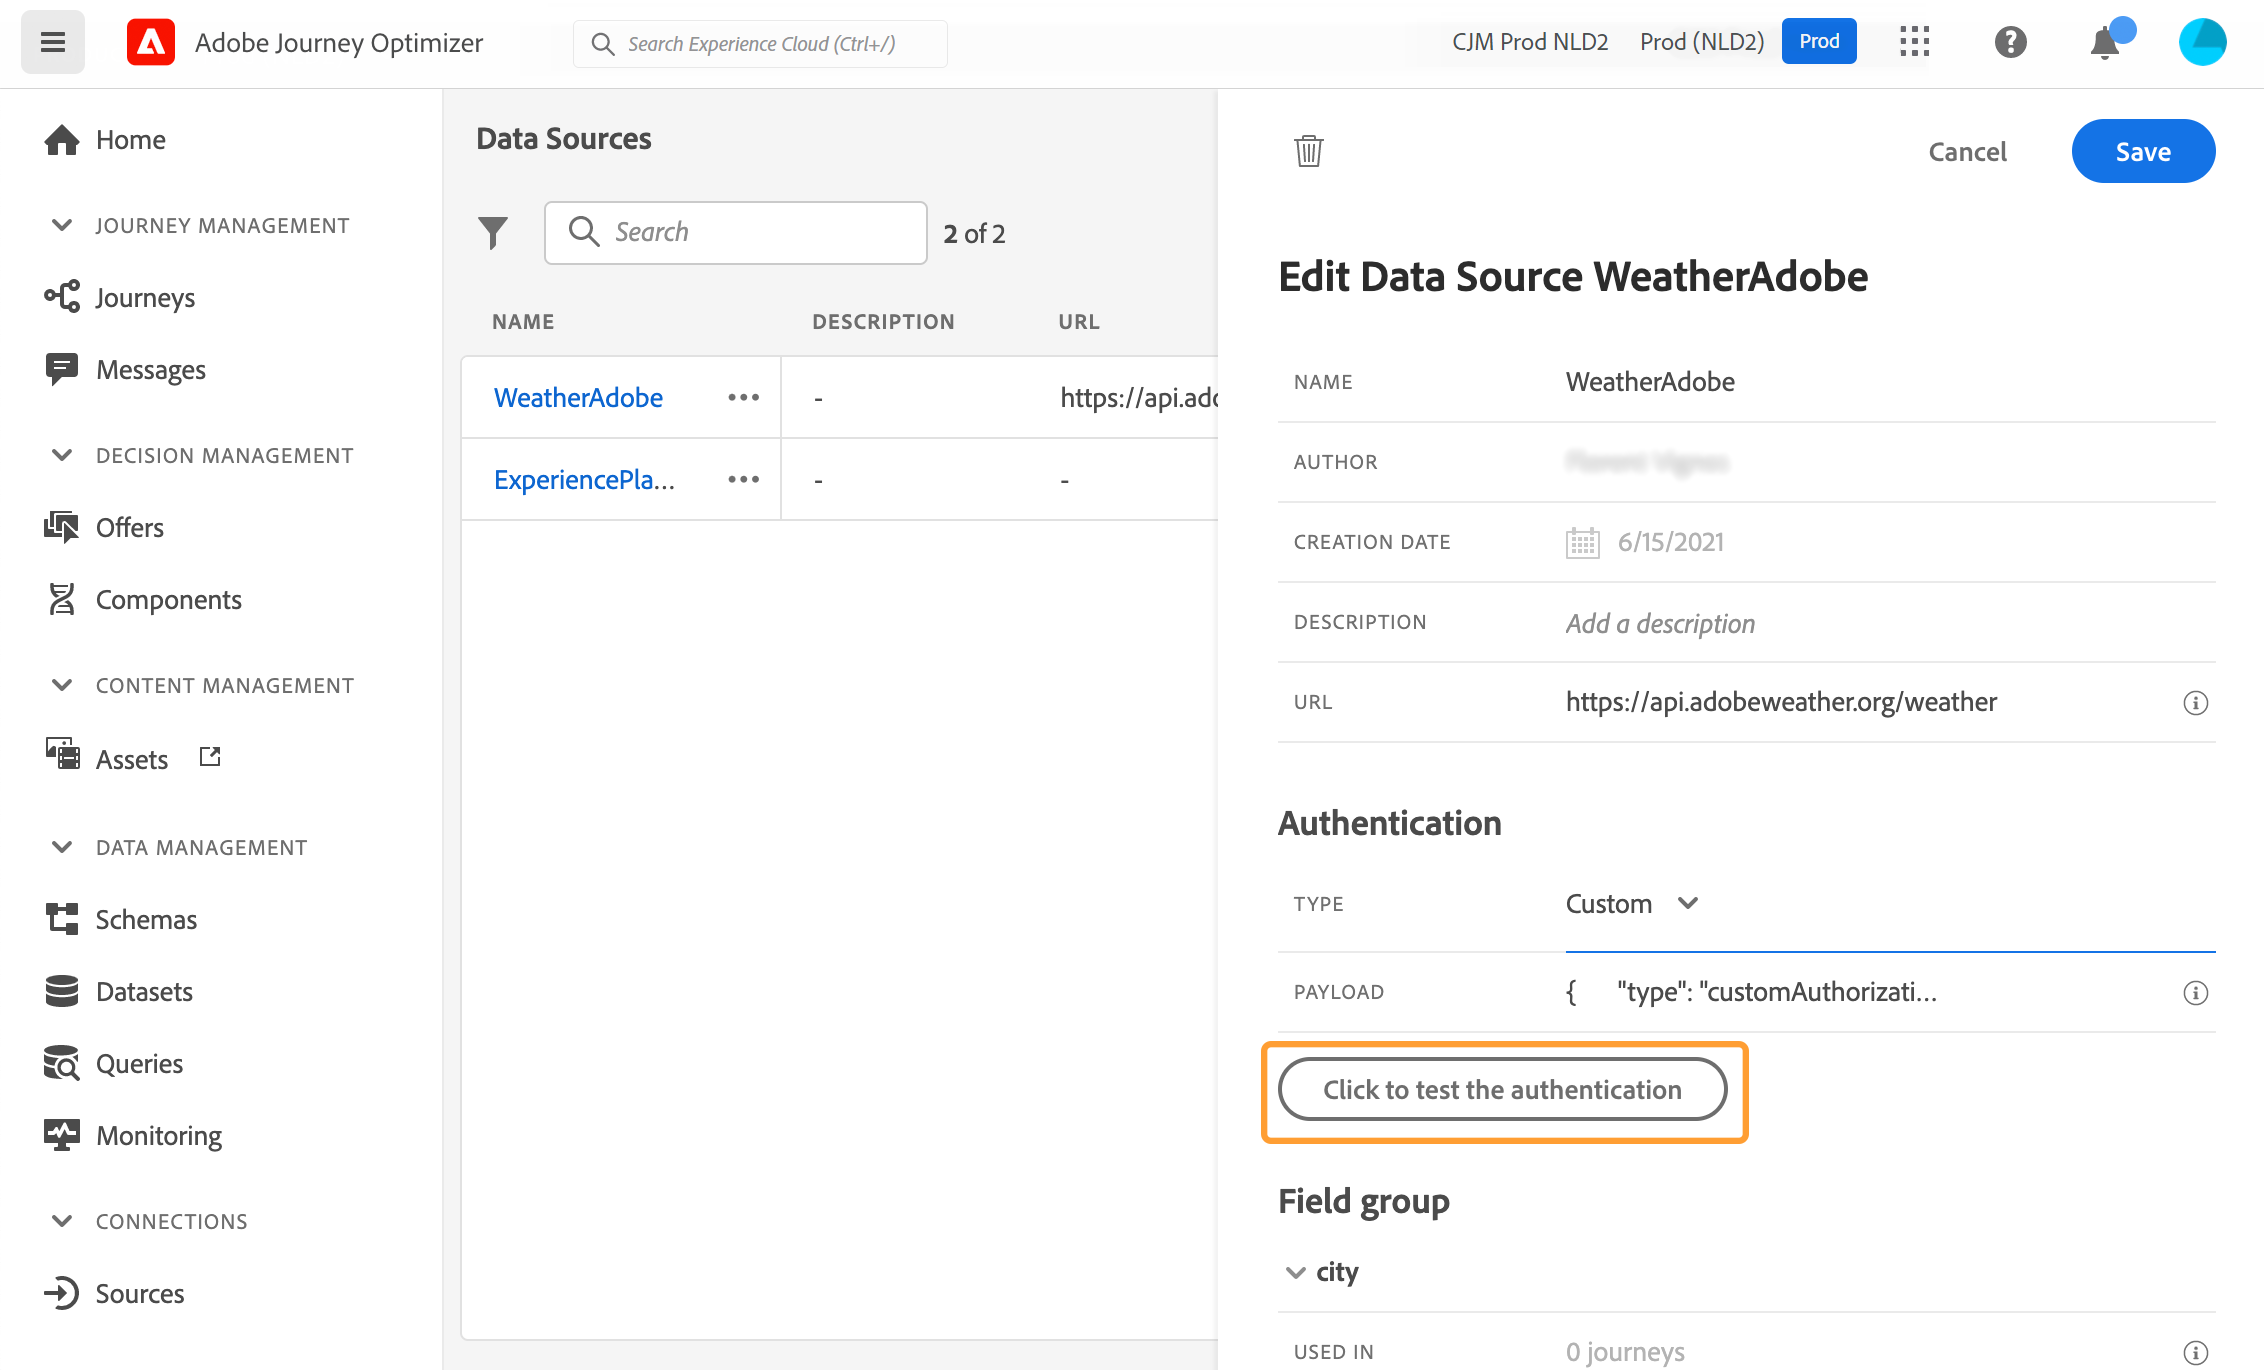 Adobe Journey Optimizer
Search Experience Cloud (Ctrl+/)
CJM Prod NLD2
Prod (NLD2)
Prod
Home
JOURNEY MANAGEMENT
Journeys
Messages
DECISION MANAGEMENT
Offers
Components
CONTENT MANAGEMENT
Assets
DATA MANAGEMENT
Schemas
Datasets
Queries
Monitoring
CONNECTIONS
Sources
Data Sources
Search
2 of 2
NAME DESCRIPTION URL
WeatherAdobe ••• - https://api.ado
ExperiencePla... ••• - -
Cancel
Save
Edit Data Source WeatherAdobe
NAME WeatherAdobe
AUTHOR
CREATION DATE 6/15/2021
DESCRIPTION Add a description
URL https://api.adobeweather.org/weather
Authentication
TYPE Custom
PAYLOAD { "type": "customAuthorizati...
Click to test the authentication
Field group
city
USED IN 0 journeys